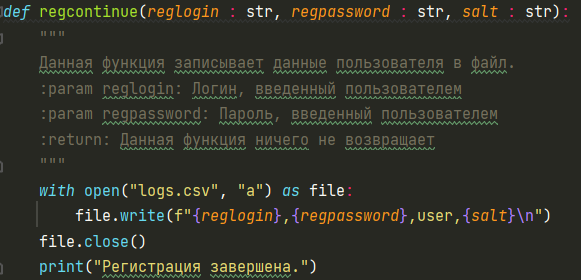 def regcontinue(reglogin : str, regpassword : str, salt : str):
"""
Данная функция записывает данные пользователя в файл.
:param reglogin: Логин, введенный пользователем
:param regpassword: Пароль, введенный пользователем
:return: Данная функция ничего не возвращает
"""
with open("logs.csv", "a") as file:
file.write(f"{reglogin},{regpassword},user,{salt}\n")
file.close()
print("Регистрация завершена.")